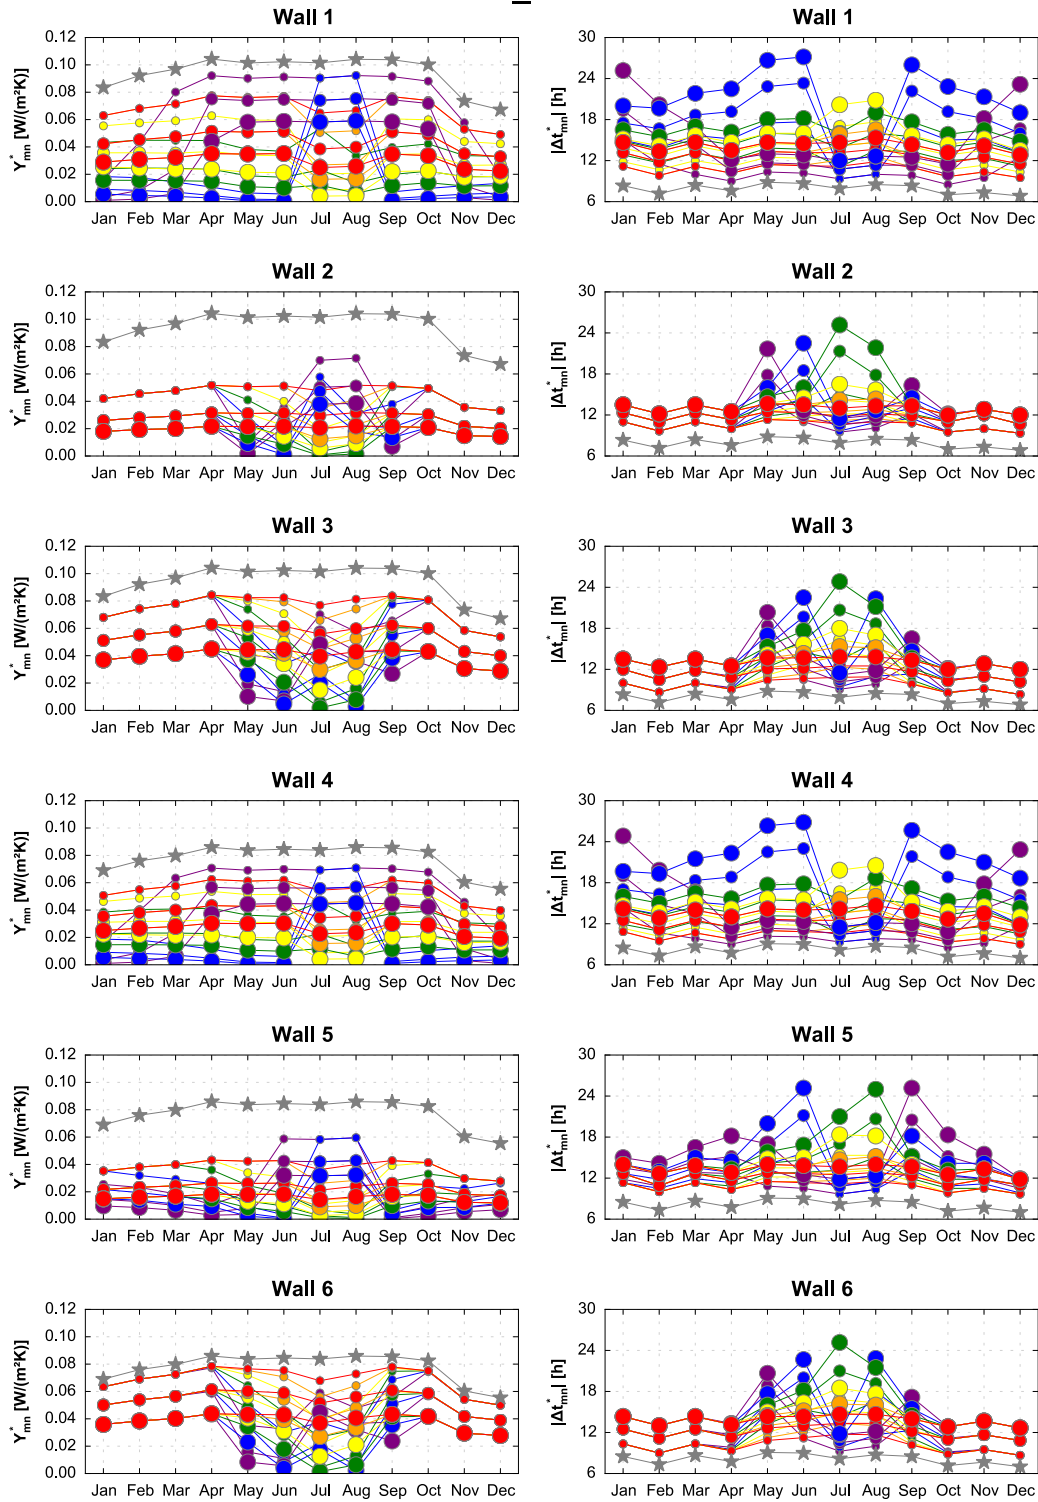 Wall 1
Y*mn [W/(m²K)]
0.12
0.10
0.08
0.06
0.04
0.02
0.00
Jan Feb Mar Apr May Jun Jul Aug Sep Oct Nov Dec
Wall 1
|Δt*mn| [h]
30
24
18
12
6
Jan Feb Mar Apr May Jun Jul Aug Sep Oct Nov Dec
Wall 2
Y*mn [W/(m²K)]
0.12
0.10
0.08
0.06
0.04
0.02
0.00
Jan Feb Mar Apr May Jun Jul Aug Sep Oct Nov Dec
Wall 2
|Δt*mn| [h]
30
24
18
12
6
Jan Feb Mar Apr May Jun Jul Aug Sep Oct Nov Dec
Wall 3
Y*mn [W/(m²K)]
0.12
0.10
0.08
0.06
0.04
0.02
0.00
Jan Feb Mar Apr May Jun Jul Aug Sep Oct Nov Dec
Wall 3
|Δt*mn| [h]
30
24
18
12
6
Jan Feb Mar Apr May Jun Jul Aug Sep Oct Nov Dec
Wall 4
Y*mn [W/(m²K)]
0.12
0.10
0.08
0.06
0.04
0.02
0.00
Jan Feb Mar Apr May Jun Jul Aug Sep Oct Nov Dec
Wall 4
|Δt*mn| [h]
30
24
18
12
6
Jan Feb Mar Apr May Jun Jul Aug Sep Oct Nov Dec
Wall 5
Y*mn [W/(m²K)]
0.12
0.10
0.08
0.06
0.04
0.02
0.00
Jan Feb Mar Apr May Jun Jul Aug Sep Oct Nov Dec
Wall 5
|Δt*mn| [h]
30
24
18
12
6
Jan Feb Mar Apr May Jun Jul Aug Sep Oct Nov Dec
Wall 6
Y*mn [W/(m²K)]
0.12
0.10
0.08
0.06
0.04
0.02
0.00
Jan Feb Mar Apr May Jun Jul Aug Sep Oct Nov Dec
Wall 6
|Δt*mn| [h]
30
24
18
12
6
Jan Feb Mar Apr May Jun Jul Aug Sep Oct Nov Dec